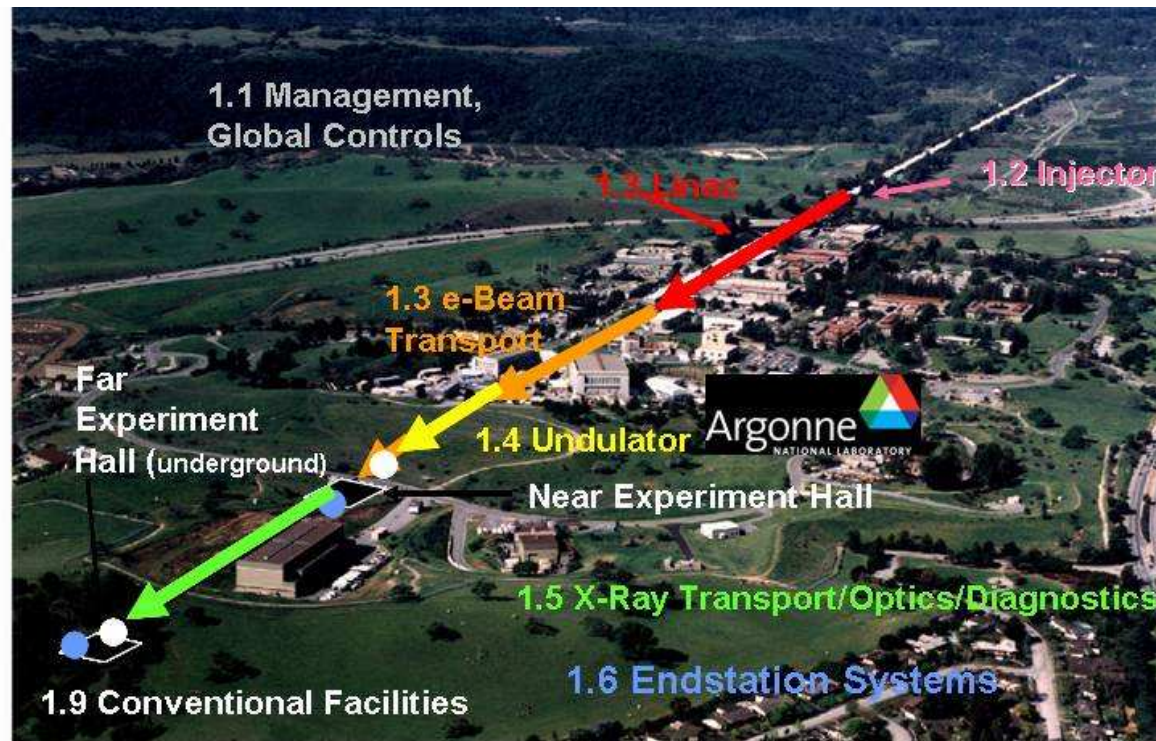 1.1 Management,
Global Controls
1.2 Injector
1.3 Linac
1.3 e-Beam
Transport
Far
Experiment
Hall (underground)
1.4 Undulator
Argonne
NATIONAL LABORATORY
Near Experiment Hall
1.5 X-Ray Transport/Optics/Diagnostics
1.6 Endstation Systems
1.9 Conventional Facilities